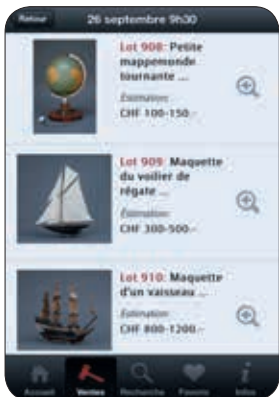 Retour
26 septembre 9h30
Lot 908: Petite
mappemonde
tournante ...
Estimation:
CHF 100-150.-
Lot 909: Maquette
du voilier de
régate ...
Estimation:
CHF 300-500.-
Lot 910: Maquette
d'un vaisseau ...
Estimation:
CHF 800-1200.-
Accueil
Ventes
Recherche
Favoris
Infos